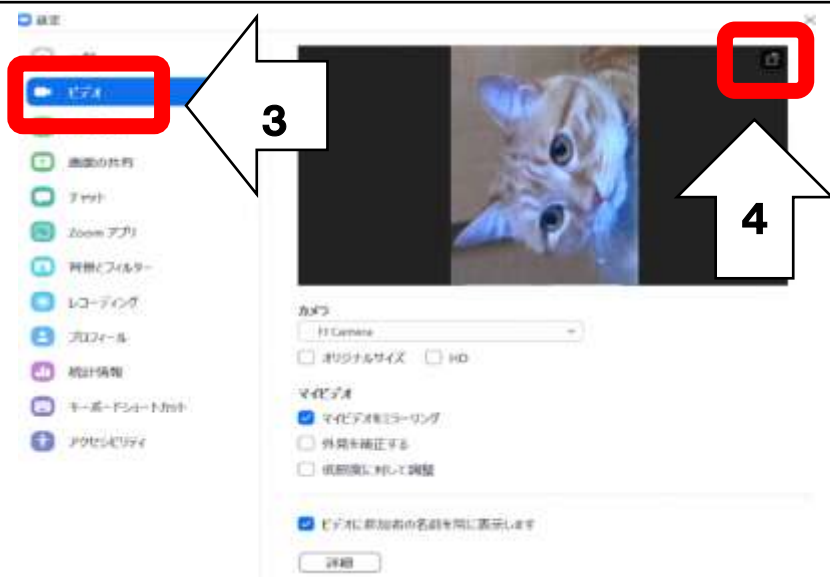 設定
ビデオ
3
画面の共有
チャット
Zoom アプリ
背景とフィルター
レコーディング
プロフィール
統計情報
キーボードショートカット
アクセシビリティ
4
カメラ
Camera
オリジナルサイズ
HD
マイビデオ
マイビデオをミラーリング
外見を補正する
低照度に対して調整
ビデオに参加者の名前を常に表示します
詳細